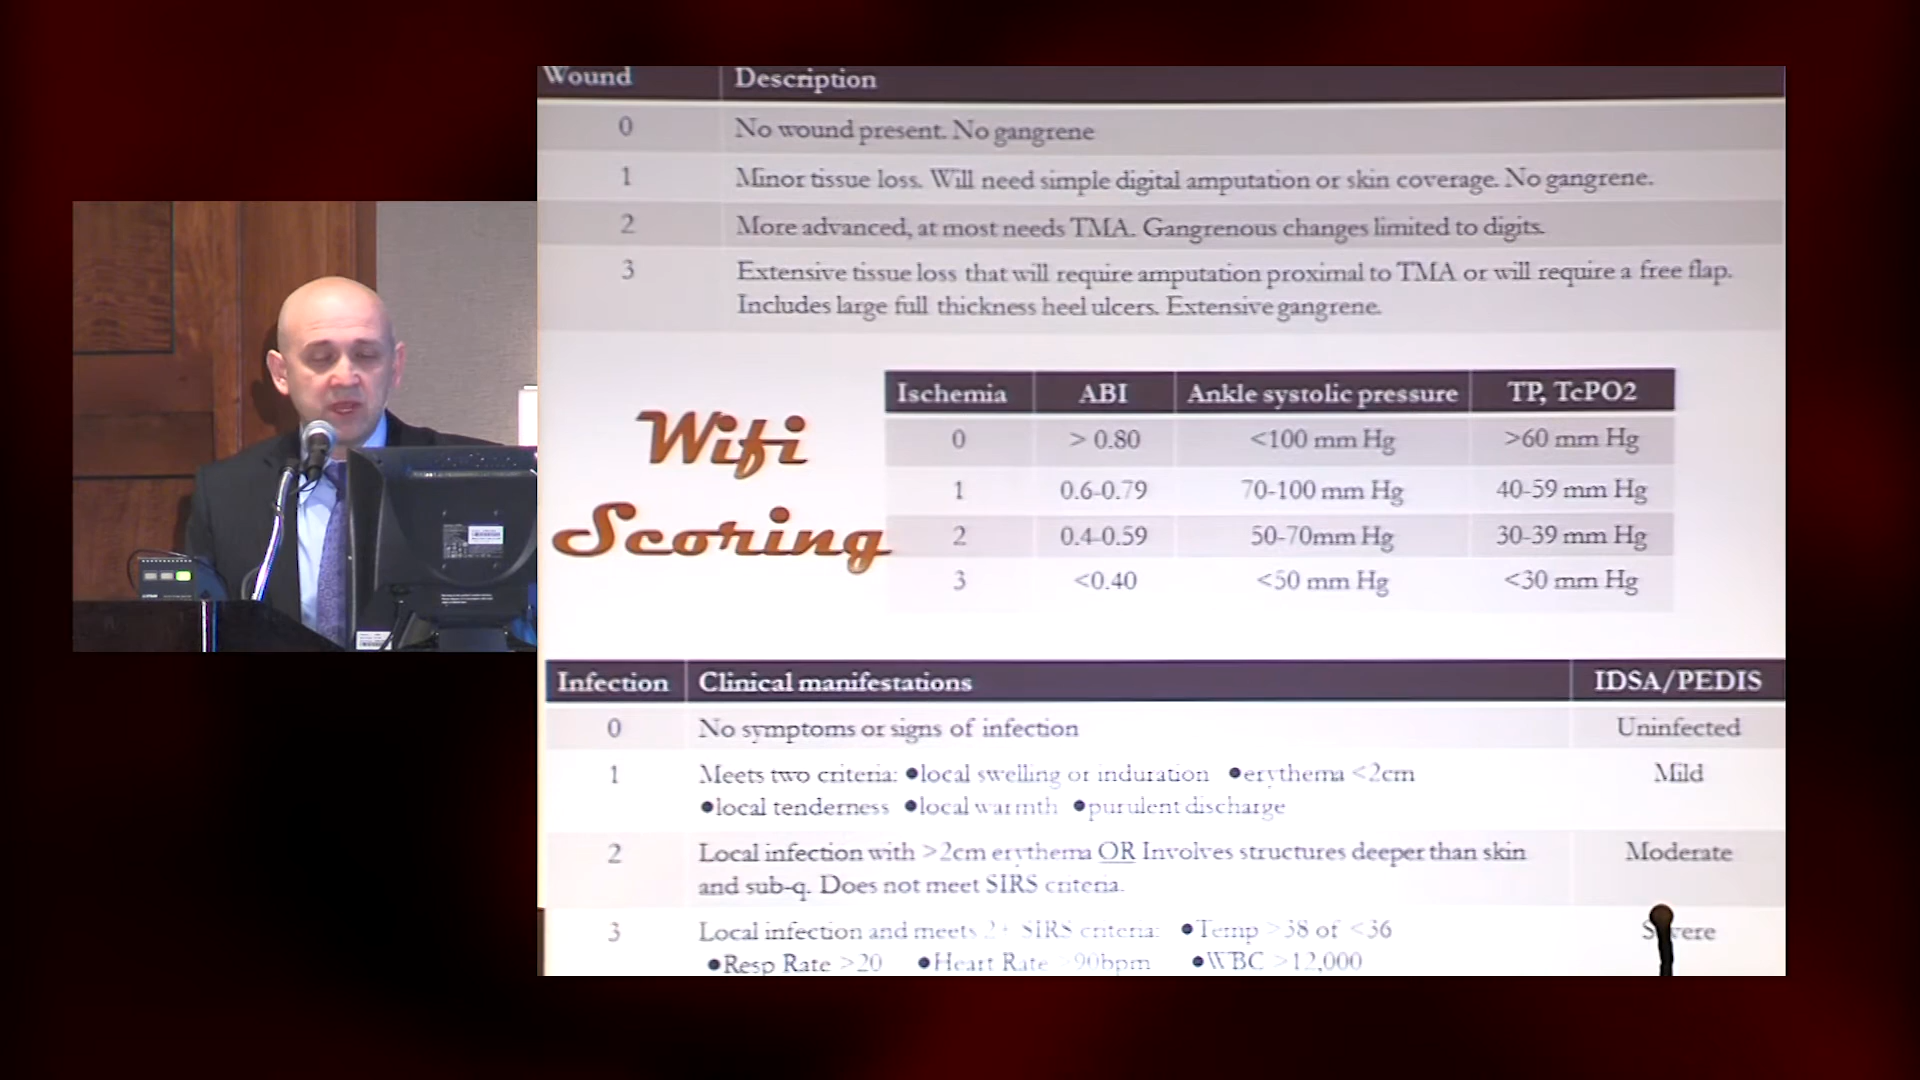 Wound Description
0 No wound present. No gangrene
1 Minor tissue loss. Will need simple digital amputation or skin coverage. No gangrene.
2 More advanced, at most needs TMA. Gangrenous changes limited to digits.
3 Extensive tissue loss that will require amputation proximal to TMA or will require a free flap.
Includes large full thickness heel ulcers. Extensive gangrene.
Wifi
Scoring
Ischemia ABI Ankle systolic pressure TP, TcPO2
0 > 0.80 <100 mm Hg >60 mm Hg
1 0.6-0.79 70-100 mm Hg 40-59 mm Hg
2 0.4-0.59 50-70mm Hg 30-39 mm Hg
3 <0.40 <50 mm Hg <30 mm Hg
Infection Clinical manifestations IDSA/PEDIS
0 No symptoms or signs of infection Uninfected
1 Meets two criteria: •local swelling or induration •erythema <2cm Mild
•local tenderness •local warmth •purulent discharge
2 Local infection with >2cm erythema OR Involves structures deeper than skin Moderate
and sub-q. Does not meet SIRS criteria.
3 Local infection and meets 2+ SIRS criteria: •Temp >38 of <36 Severe
•Resp Rate >20 •Heart Rate >90bpm •WBC >12,000